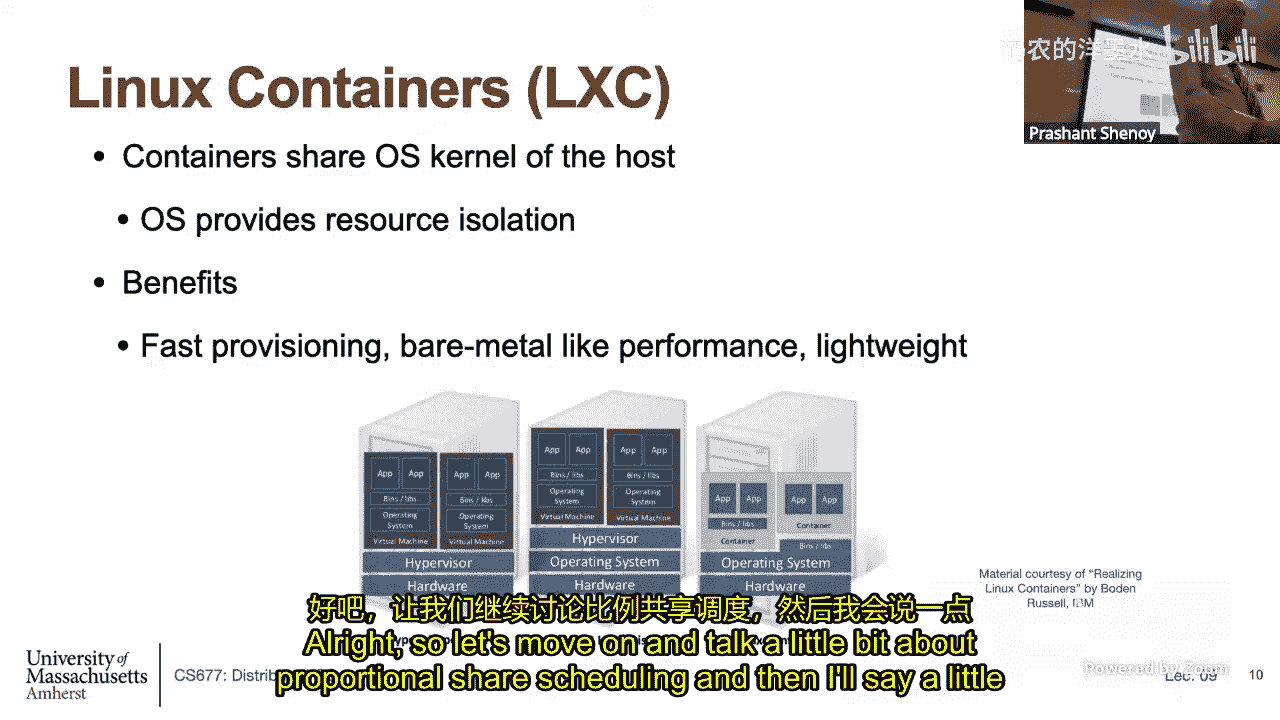 Linux Containers (LXC)
• Containers share OS kernel of the host
• OS provides resource isolation
• Benefits
• Fast provisioning, bare-metal like performance, lightweight
bilibili
Prashant Shenoy
App App App App
Bins / libs Bins / libs
Operating System Operating System
Virtual Machine Virtual Machine
Hypervisor
Hardware
App App App App
Bins / libs Bins / libs
Operating System Operating System
Virtual Machine Virtual Machine
Hypervisor
Operating System
Hardware
App App App App
Bins / libs Container
Container Bins / libs
Operating System
Hardware
Material courtesy of “Realizing
Linux Containers” by Boden
Russell, IBM
好吧，让我们继续讨论比例共享调度，然后我会说一点
Alright, so let's move on and talk a little bit about
proportional share scheduling and then I'll say a little
University of
Massachusetts
Amherst
CS677:
Powered by Zoom
Lec. 09
10